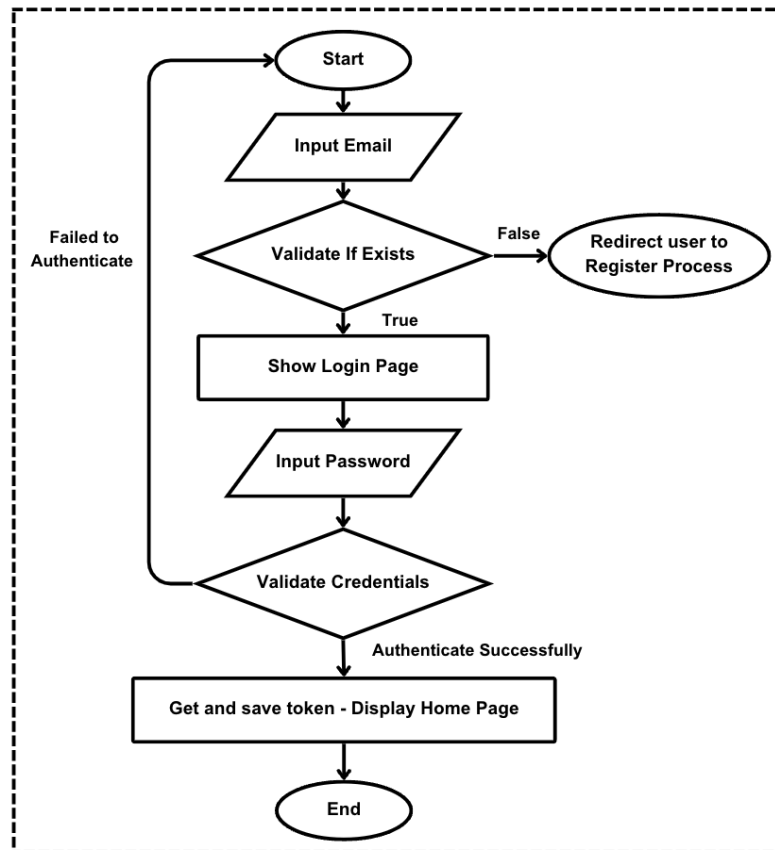 Start
Input Email
Failed to
Authenticate
Validate If Exists
False
Redirect user to
Register Process
True
Show Login Page
Input Password
Validate Credentials
Authenticate Successfully
Get and save token - Display Home Page
End